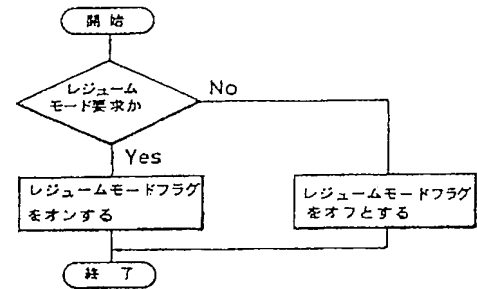 開始
レジューム
モード要求か
No
Yes
レジュームモードフラグ
をオンする
レジュームモードフラグ
をオフとする
終了